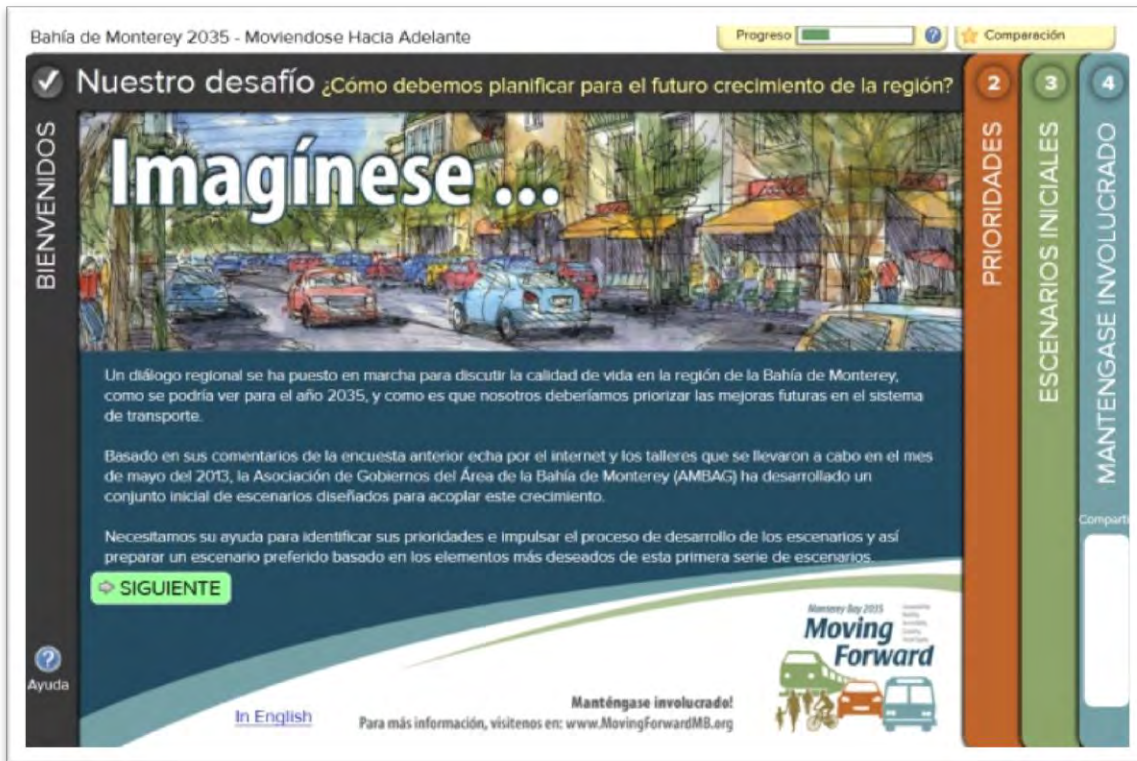 Bahía de Monterey 2035 - Moviendose Hacia Adelante
Progreso
?
Comparación
Nuestro desafío ¿Cómo debemos planificar para el futuro crecimiento de la región?
BIENVENIDOS
Imagínese ...
Un diálogo regional se ha puesto en marcha para discutir la calidad de vida en la región de la Bahía de Monterey,
como se podría ver para el año 2035, y como es que nosotros deberíamos priorizar las mejoras futuras en el sistema
de transporte.
Basado en sus comentarios de la encuesta anterior echa por el internet y los talleres que se llevaron a cabo en el mes
de mayo del 2013, la Asociación de Gobiernos del Área de la Bahía de Monterey (AMBAG) ha desarrollado un
conjunto inicial de escenarios diseñados para acoplar este crecimiento.
Necesitamos su ayuda para identificar sus prioridades e impulsar el proceso de desarrollo de los escenarios y así
preparar un escenario preferido basado en los elementos más deseados de esta primera serie de escenarios.
SIGUIENTE
?
Ayuda
In English
Manténgase involucrado!
Para más información, visitenos en: www.MovingForwardMB.org
Monterey Bay 2035
Moving
Forward
2
PRIORIDADES
3
ESCENARIOS INICIALES
4
MANTENGASE INVOLUCRADO
Comparti